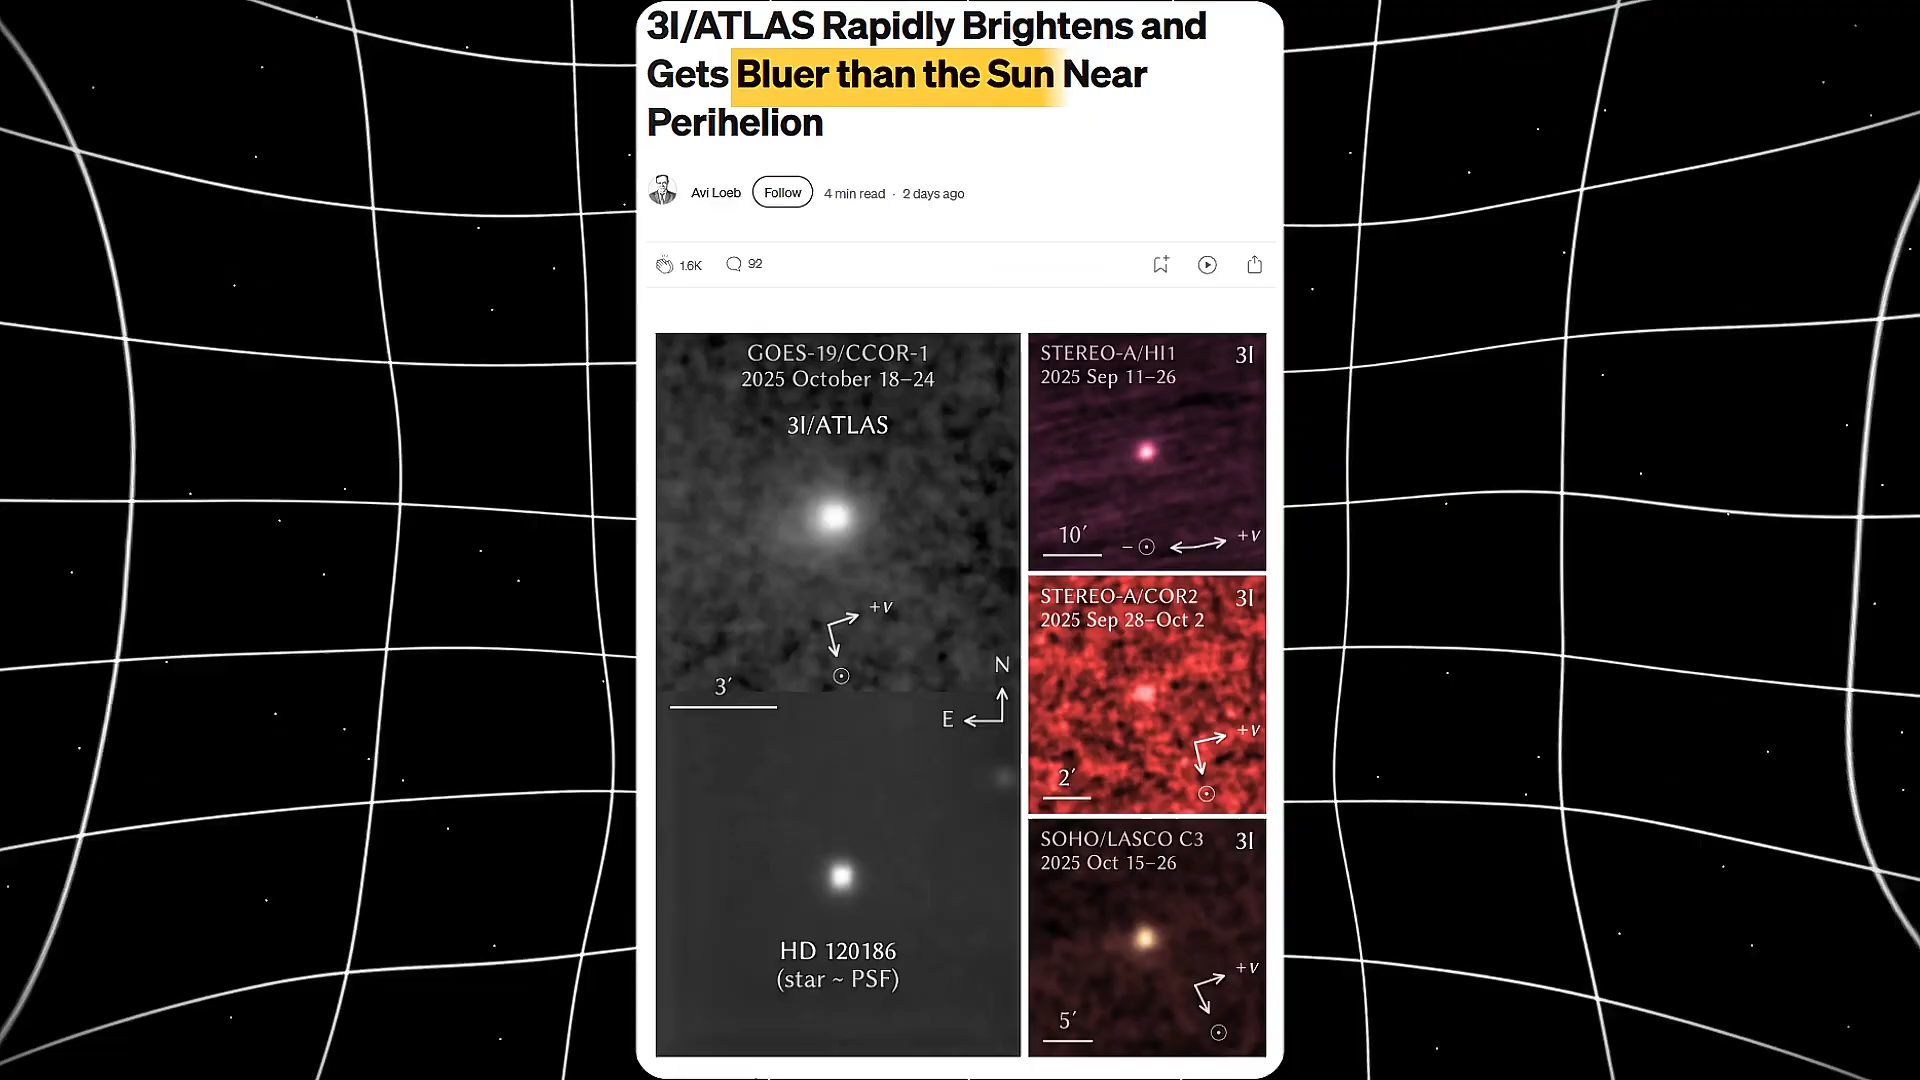 3I/ATLAS Rapidly Brightens and
Gets Bluer than the Sun Near
Perihelion
Avi Loeb Follow 4 min read · 2 days ago
1.6K 92
GOES-19/CCOR-1
2025 October 18–24
3I/ATLAS
+v
3′
N
E
HD 120186
(star ~ PSF)
STEREO-A/HI1 3I
2025 Sep 11–26
10′ – ☉ +v
STEREO-A/COR2 3I
2025 Sep 28–Oct 2
+v
2′
SOHO/LASCO C3 3I
2025 Oct 15–26
+v
5′